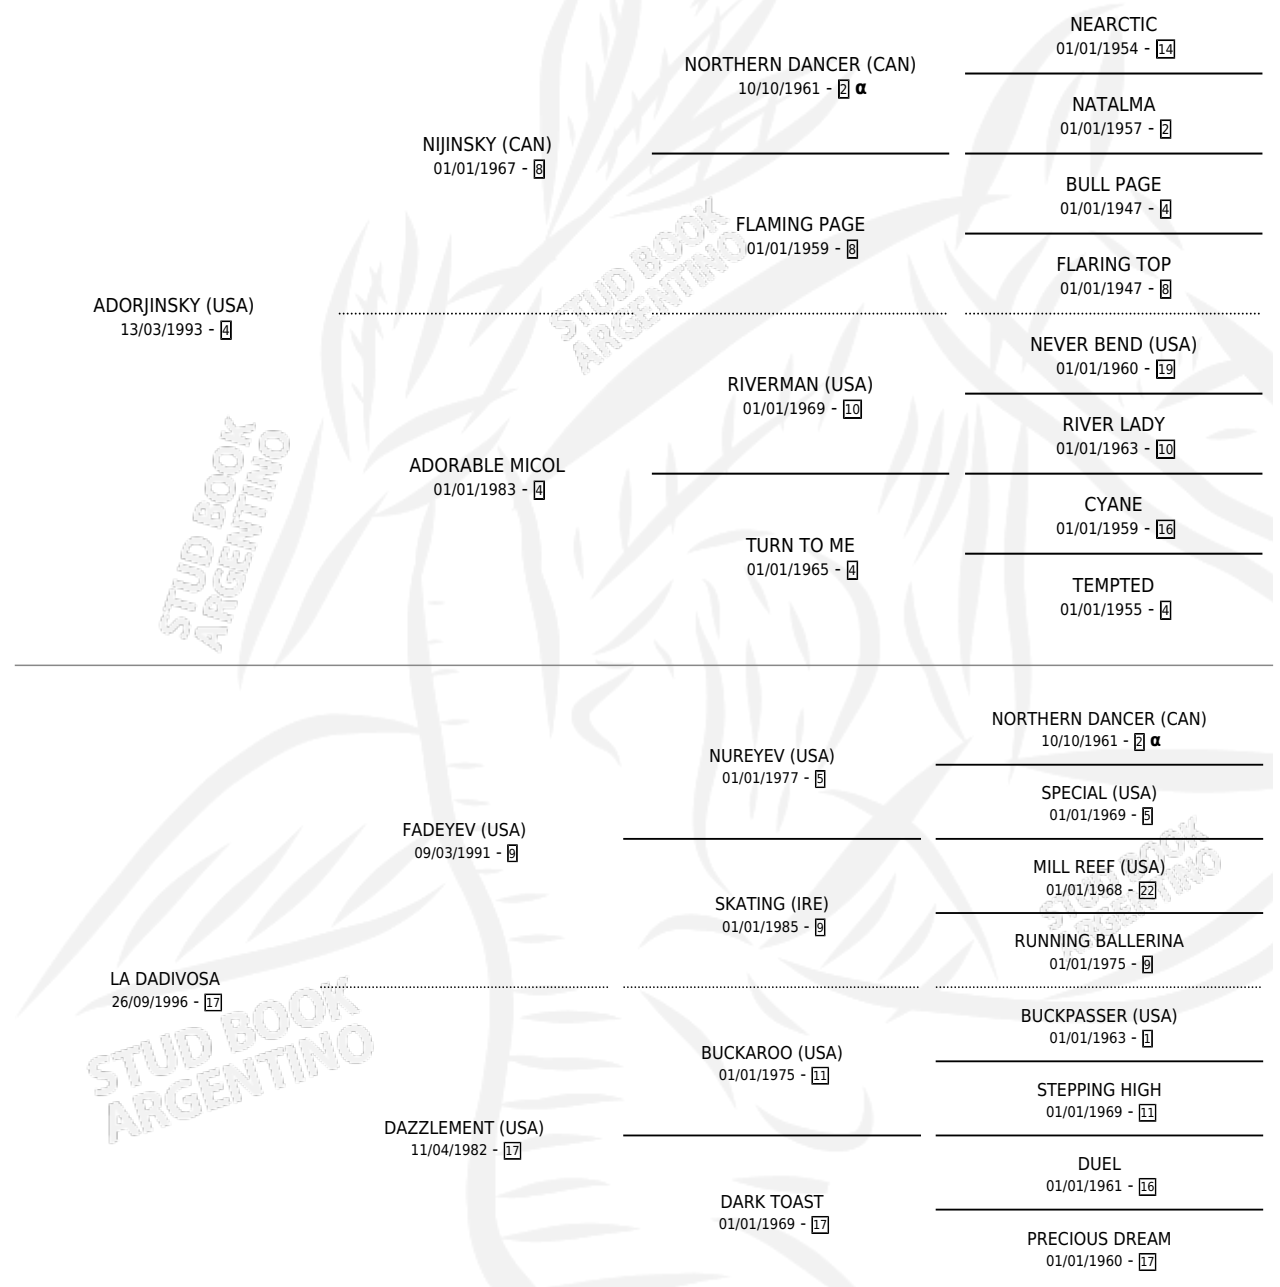 NEARCTIC
01/01/1954 - 14
NORTHERN DANCER (CAN)
10/10/1961 - 2 α
NATALMA
01/01/1957 - 2
NIJINSKY (CAN)
01/01/1967 - 8
BULL PAGE
01/01/1947 - 4
FLAMING PAGE
01/01/1959 - 8
FLARING TOP
01/01/1947 - 8
STUD BOOK
ARGENTINO
ADORJINSKY (USA)
13/03/1993 - 4
NEVER BEND (USA)
01/01/1960 - 19
RIVERMAN (USA)
01/01/1969 - 10
RIVER LADY
01/01/1963 - 10
ADORABLE MICOL
01/01/1983 - 4
CYANE
01/01/1959 - 16
TURN TO ME
01/01/1965 - 4
TEMPTED
01/01/1955 - 4
STUD BOOK
ARGENTINO
NORTHERN DANCER (CAN)
10/10/1961 - 2 α
NUREYEV (USA)
01/01/1977 - 5
SPECIAL (USA)
01/01/1969 - 5
FADEYEV (USA)
09/03/1991 - 9
MILL REEF (USA)
01/01/1968 - 22
SKATING (IRE)
01/01/1985 - 9
RUNNING BALLERINA
01/01/1975 - 9
STUD BOOK
ARGENTINO
LA DADIVOSA
26/09/1996 - 17
BUCKPASSER (USA)
01/01/1963 - 1
BUCKAROO (USA)
01/01/1975 - 11
STEPPING HIGH
01/01/1969 - 11
DAZZLEMENT (USA)
11/04/1982 - 17
DUEL
01/01/1961 - 16
DARK TOAST
01/01/1969 - 17
PRECIOUS DREAM
01/01/1960 - 17
STUD BOOK
ARGENTINO